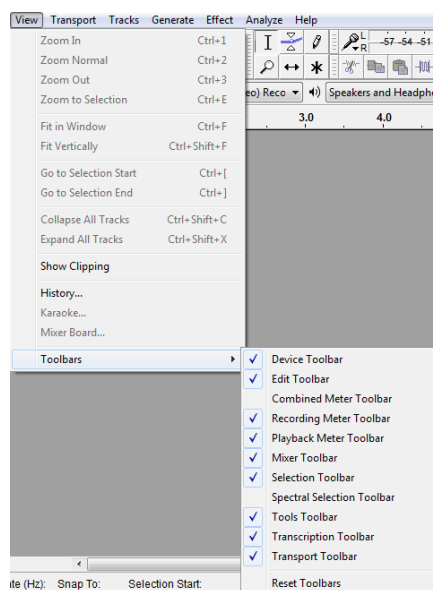 View Transport Tracks Generate Effect Analyze Help
Zoom In Ctrl+1
Zoom Normal Ctrl+2
Zoom Out Ctrl+3
Zoom to Selection Ctrl+E
Fit in Window Ctrl+F
Fit Vertically Ctrl+Shift+F
Go to Selection Start Ctrl+[
Go to Selection End Ctrl+]
Collapse All Tracks Ctrl+Shift+C
Expand All Tracks Ctrl+Shift+X
Show Clipping
History...
Karaoke...
Mixer Board...
Toolbars
L
R -57 -54 -51
eo) Reco Speakers and Headph
3.0 4.0
Device Toolbar
Edit Toolbar
Combined Meter Toolbar
Recording Meter Toolbar
Playback Meter Toolbar
Mixer Toolbar
Selection Toolbar
Spectral Selection Toolbar
Tools Toolbar
Transcription Toolbar
Transport Toolbar
Reset Toolbars
ate (Hz): Snap To: Selection Start: